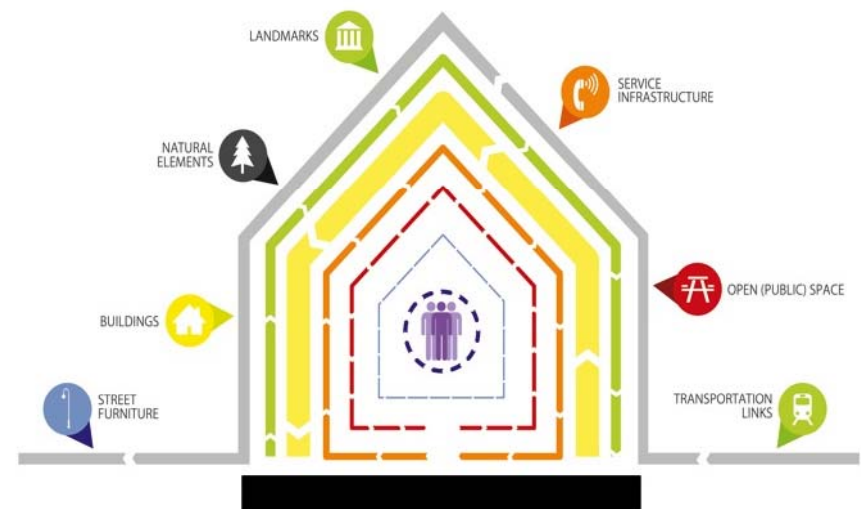 LANDMARKS
SERVICE
INFRASTRUCTURE
NATURAL
ELEMENTS
OPEN (PUBLIC) SPACE
BUILDINGS
STREET
FURNITURE
TRANSPORTATION
LINKS